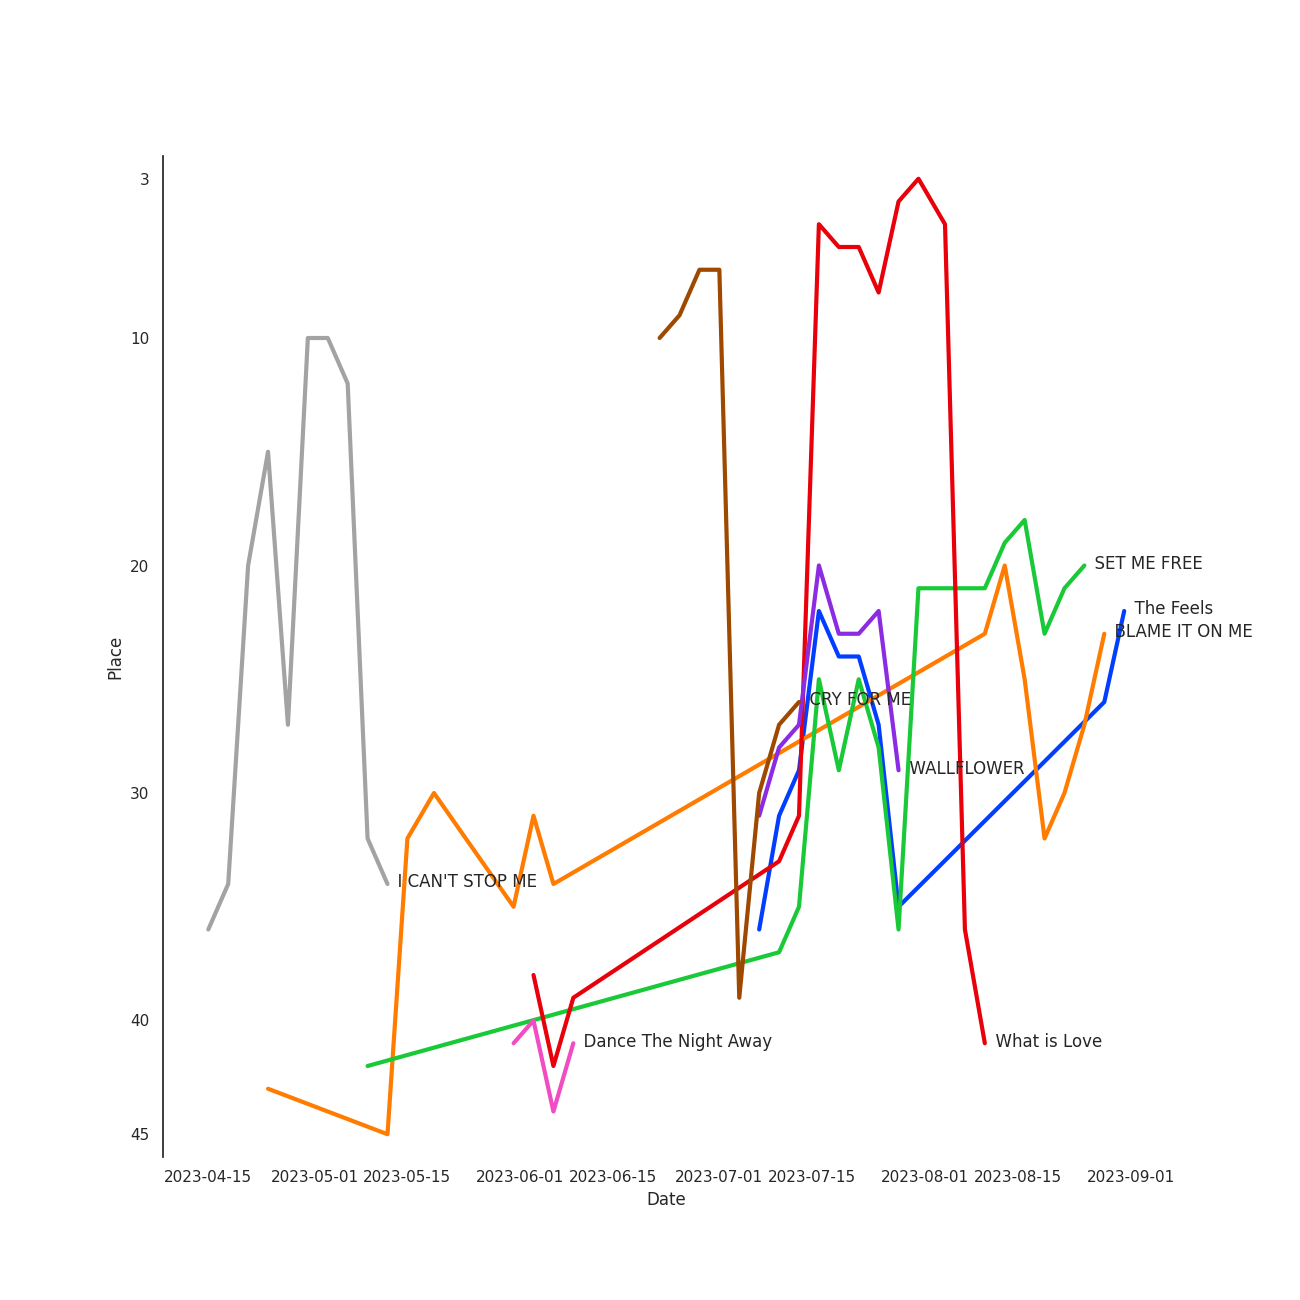 3
10
SET ME FREE
20
The Feels
BLAME IT ON ME
Place
CRY FOR ME
WALLFLOWER
30
I CAN'T STOP ME
40
Dance The Night Away
What is Love
45
2023-04-15 2023-05-01 2023-05-15 2023-06-01 2023-06-15 2023-07-01 2023-07-15 2023-08-01 2023-08-15 2023-09-01
Date